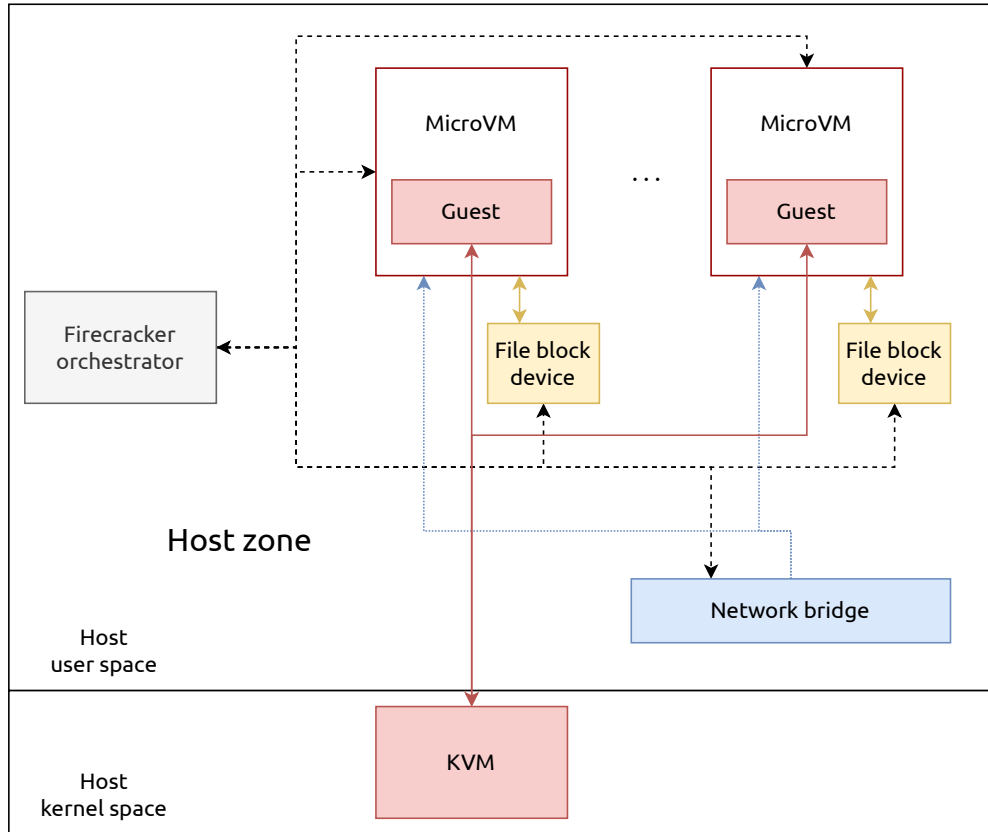 MicroVM
MicroVM
...
Guest
Guest
Firecracker
orchestrator
File block
device
File block
device
Host zone
Network bridge
Host
user space
KVM
Host
kernel space